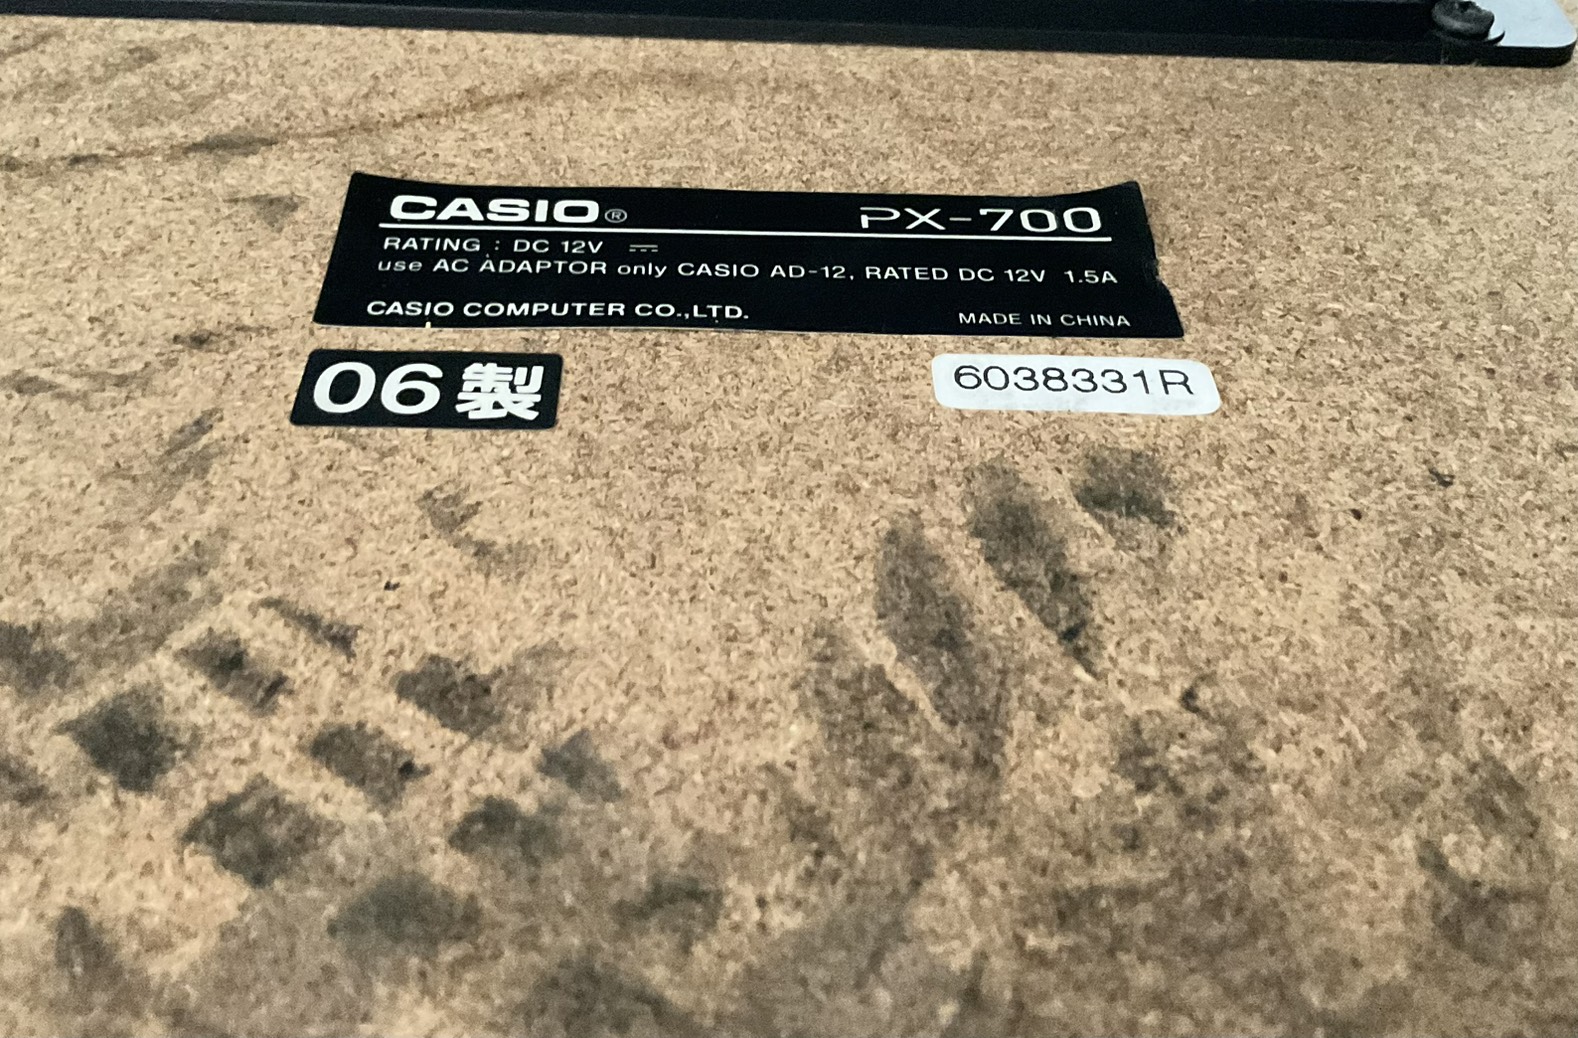 CASIO® PX-700
RATING : DC 12V ⎓
use AC ADAPTOR only CASIO AD-12, RATED DC 12V 1.5A
CASIO COMPUTER CO.,LTD. MADE IN CHINA
06製 6038331R